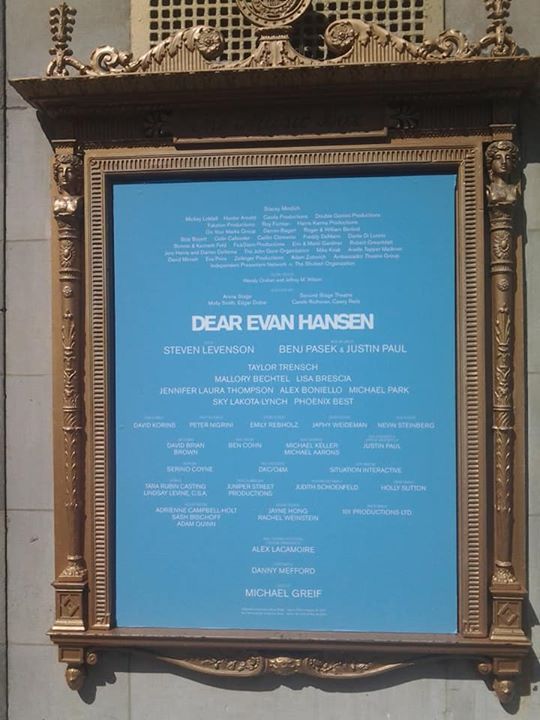 Stacey Mindich
Mickey Liddell Hunter Arnold Caiola Productions Double Gemini Productions
Fakston Productions Roy Furman Harris Karma Productions
On Your Marks Group Darren Bagert Roger & William Berlind
Bob Boyett Colin Callender Caitlin Clements Freddy DeMann Dante Di Loreto
Bonnie & Kenneth Feld FickStern Productions Eric & Marsi Gardiner Robert Greenblatt
Jere Harris and Darren DeVerna The John Gore Organization Mike Kriak Arielle Tepper Madover
David Mirvish Eva Price Zeilinger Productions Adam Zotovich Ambassador Theatre Group
Independent Presenters Network The Shubert Organization
Wendy Orshan and Jeffrey M. Wilson
Arena Stage Second Stage Theatre
Molly Smith, Edgar Dobie Carole Rothman, Casey Reitz
DEAR EVAN HANSEN
STEVEN LEVENSON BENJ PASEK & JUSTIN PAUL
TAYLOR TRENSCH
MALLORY BECHTEL LISA BRESCIA
JENNIFER LAURA THOMPSON ALEX BONIELLO MICHAEL PARK
SKY LAKOTA-LYNCH PHOENIX BEST
DAVID KORINS PETER NIGRINI EMILY REBHOLZ JAPHY WEIDEMAN NEVIN STEINBERG
DAVID BRIAN BROWN BEN COHN MICHAEL KELLER MICHAEL AARONS JUSTIN PAUL
SERINO COYNE DKC/O&M SITUATION INTERACTIVE
TARA RUBIN CASTING JUNIPER STREET JUDITH SCHOENFELD HOLLY SUTTON
LINDSAY LEVINE, C.S.A. PRODUCTIONS
ADRIENNE CAMPBELL-HOLT JAYNE HONG 101 PRODUCTIONS LTD.
SASH BISCHOFF RACHEL WEINSTEIN
ADAM QUINN
ALEX LACAMOIRE
DANNY MEFFORD
MICHAEL GREIF